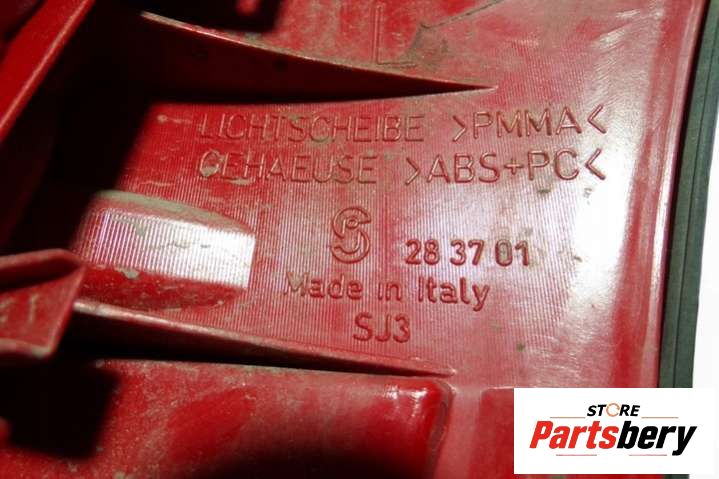 L
LICHTSCHEIBE >PMMA<
GEHAEUSE >ABS+PC<
S 28 37 01
Made in Italy
SJ3
STORE
Partsbery